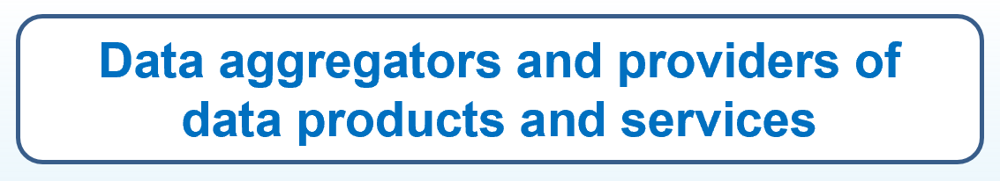 Data aggregators and providers of
data products and services